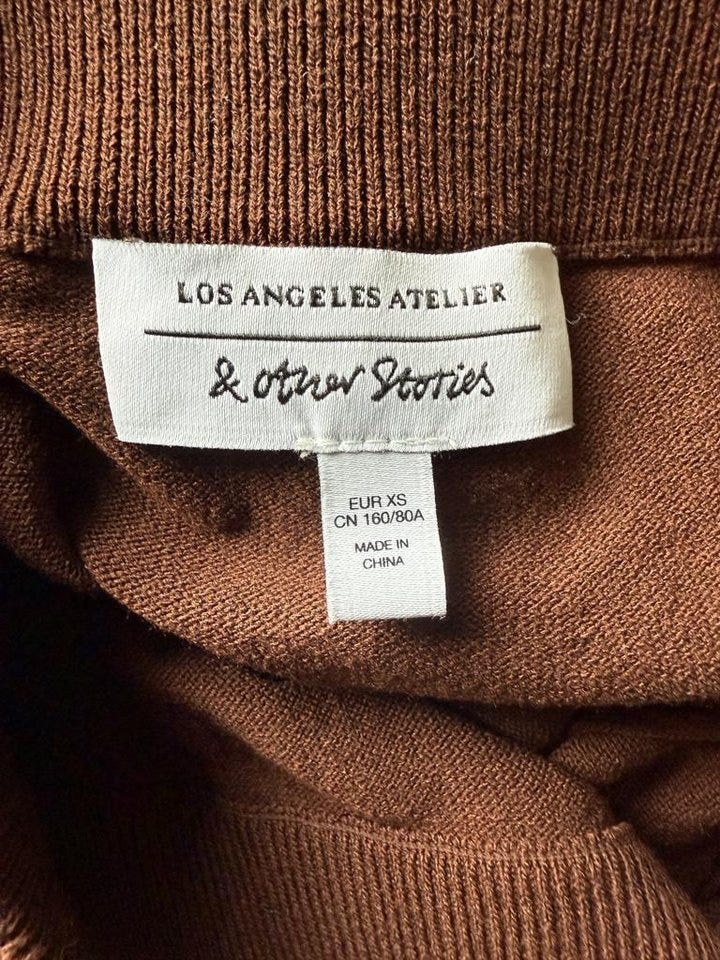 LOS ANGELES ATELIER
& other Stories
EUR XS
CN 160/80A
MADE IN
CHINA